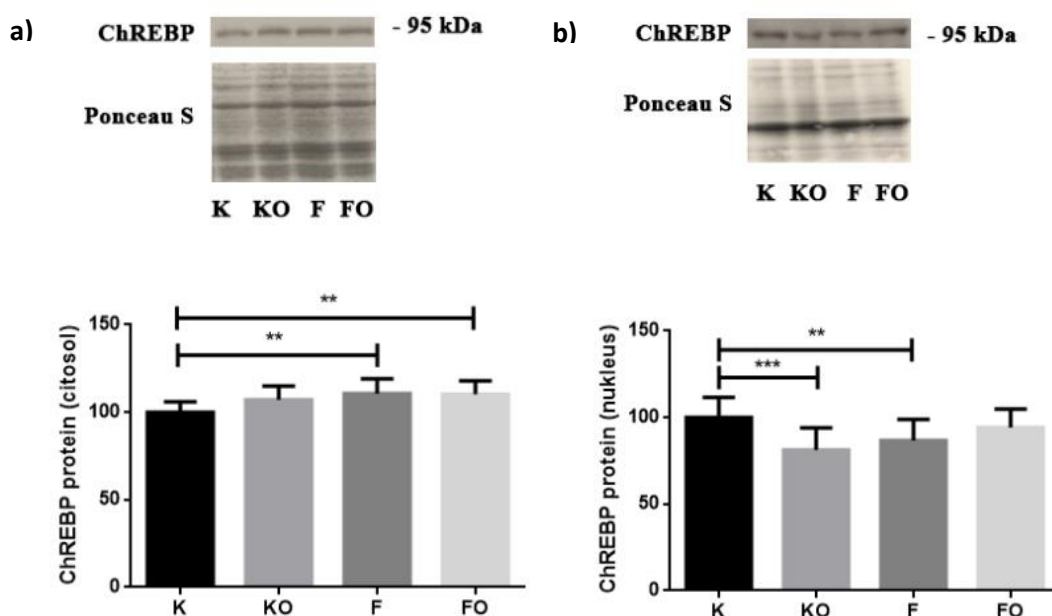 a)
ChREBP - 95 kDa
Ponceau S
K KO F FO
**
**
150
100
50
0
ChREBP protein (citosol)
K KO F FO
b)
ChREBP - 95 kDa
Ponceau S
K KO F FO
**
***
150
100
50
0
ChREBP protein (nukleus)
K KO F FO